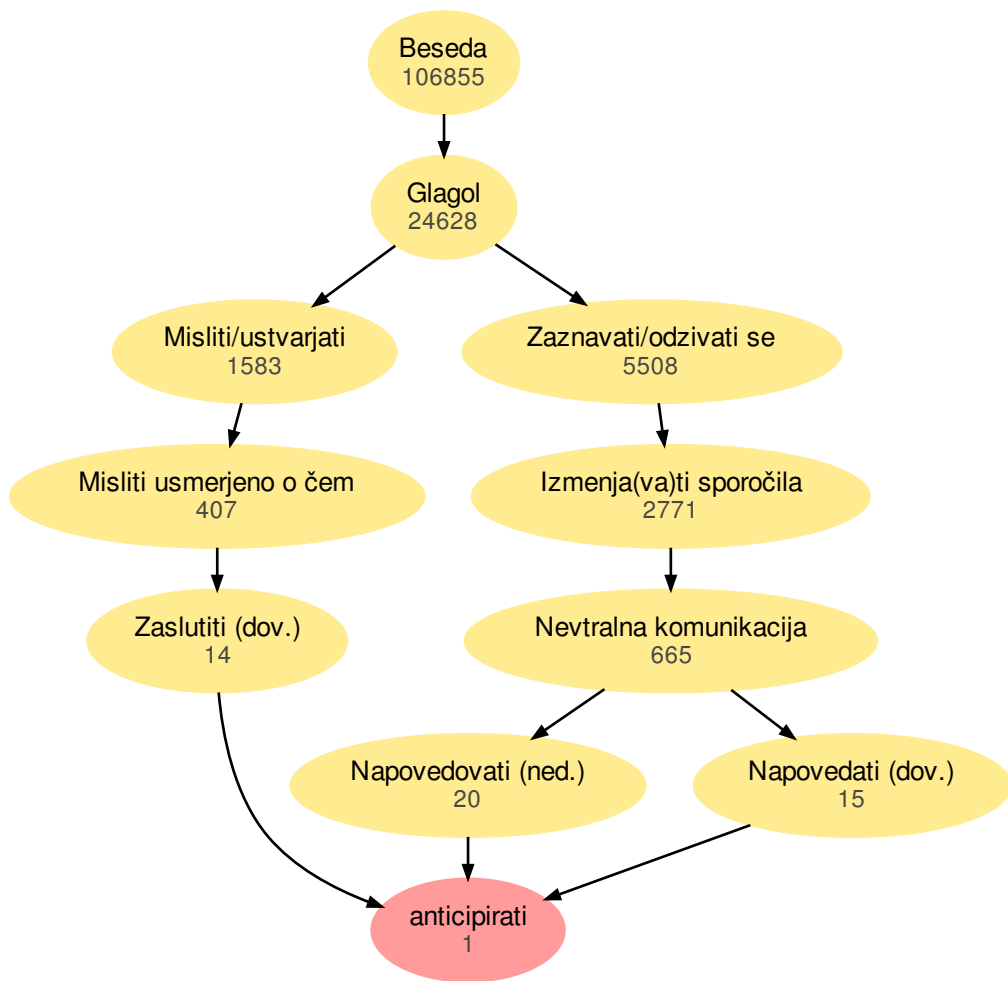 Beseda
106855
Glagol
24628
Misliti/ustvarjati
1583
Zaznavati/odzivati se
5508
Misliti usmerjeno o čem
407
Izmenja(va)ti sporočila
2771
Zaslutiti (dov.)
14
Nevtralna komunikacija
665
Napovedovati (ned.)
20
Napovedati (dov.)
15
anticipirati
1